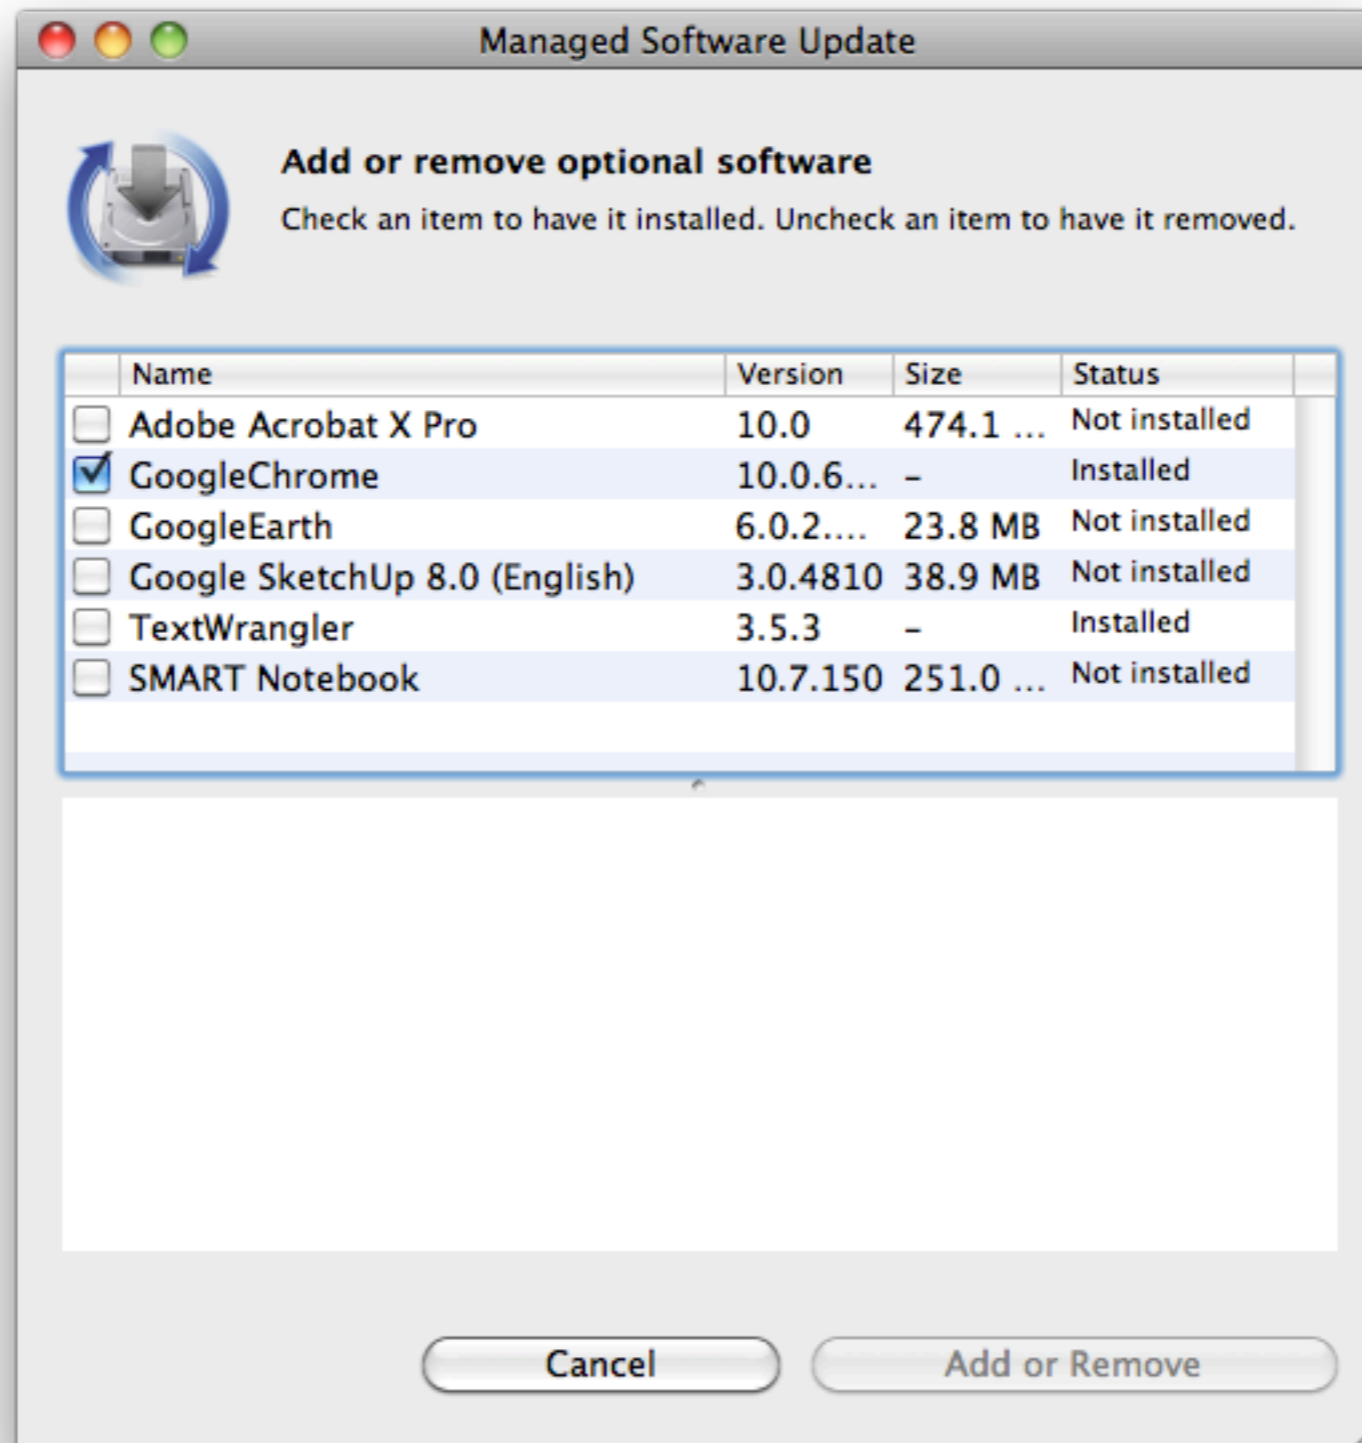 Managed Software Update
Add or remove optional software
Check an item to have it installed. Uncheck an item to have it removed.
Name Version Size Status
Adobe Acrobat X Pro 10.0 474.1 ... Not installed
GoogleChrome 10.0.6... – Installed
GoogleEarth 6.0.2.... 23.8 MB Not installed
Google SketchUp 8.0 (English) 3.0.4810 38.9 MB Not installed
TextWrangler 3.5.3 – Installed
SMART Notebook 10.7.150 251.0 ... Not installed
Cancel Add or Remove